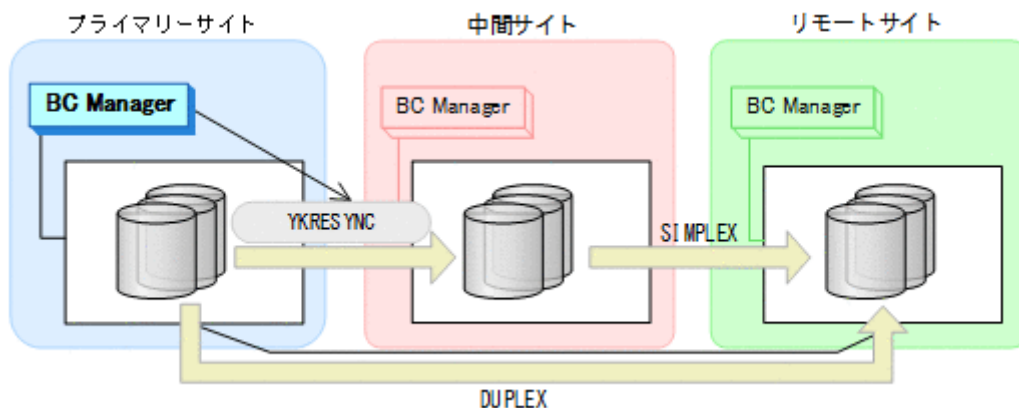 プライマリーサイト
中間サイト
リモートサイト
BC Manager
BC Manager
BC Manager
YKRESYNC
SIMPLEX
DUPLEX